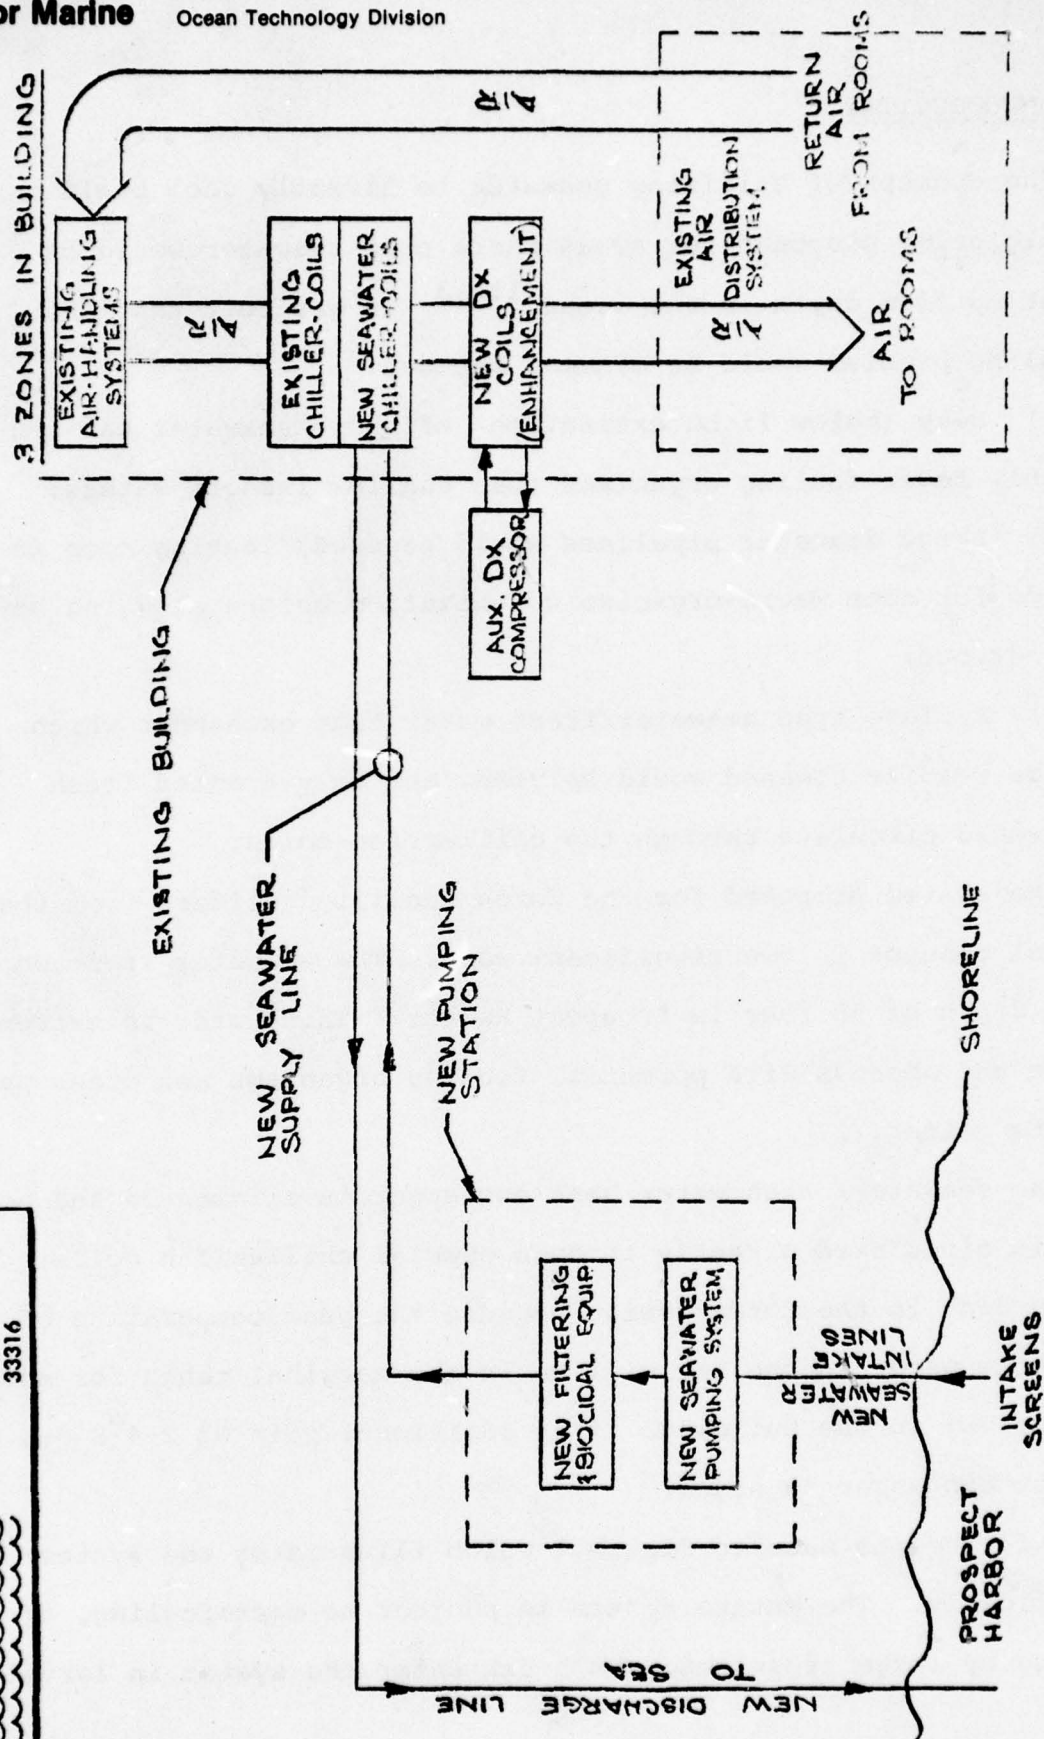 or Marine
Ocean Technology Division
3 ZONES IN BUILDING
EXISTING
AIR-HANDLING
SYSTEMS
EXISTING
CHILLER-COILS
NEW SEAWATER
CHILLER-COILS
NEW DX
COILS
(ENHANCEMENT)
AUX. DX
COMPRESSOR
EXISTING
AIR
DISTRIBUTION
SYSTEM.
RETURN
AIR
FROM ROOMS
AIR
TO ROOMS
EXISTING BUILDING
NEW SEAWATER
SUPPLY LINE
NEW PUMPING
STATION
NEW FILTERING
& BIOCIDAL EQUIP.
NEW SEAWATER
PUMPING SYSTEM
NEW
SEAWATER
INTAKE
LINES
SHORELINE
INTAKE
SCREENS
PROSPECT
HARBOR
NEW DISCHARGE LINE
TO SEA
33316